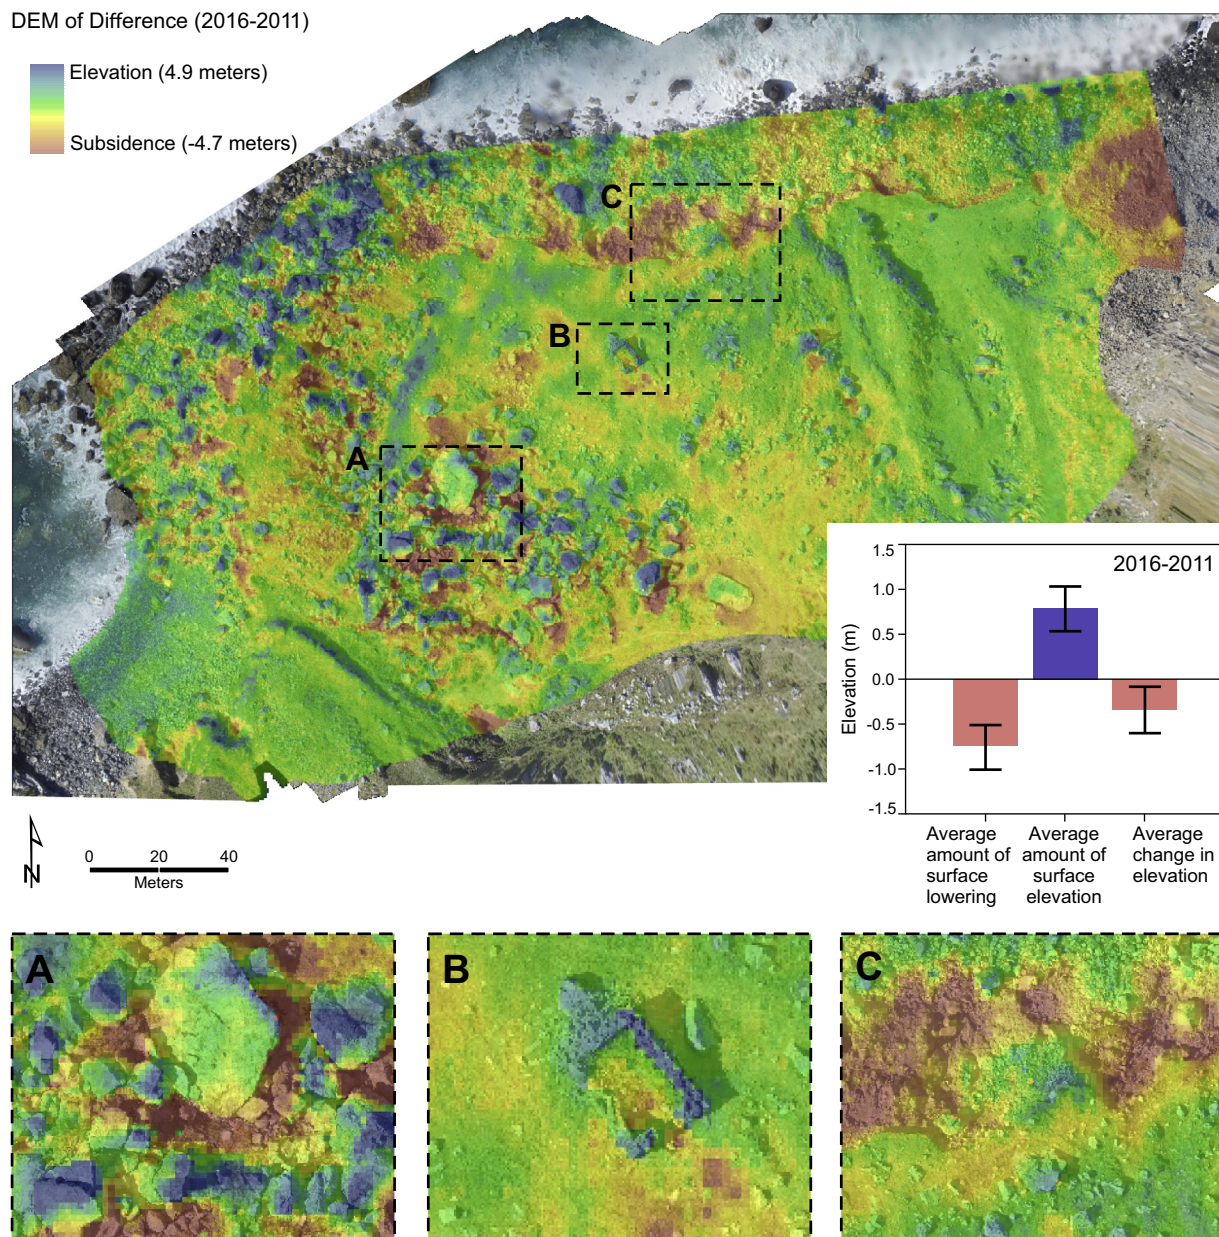 DEM of Difference (2016-2011)
Elevation (4.9 meters)
Subsidence (-4.7 meters)
C
B
A
2016-2011
1.5
1.0
0.5
0.0
-0.5
-1.0
-1.5
Elevation (m)
Average amount of surface lowering
Average amount of surface elevation
Average change in elevation
N
0 20 40
Meters
A
B
C